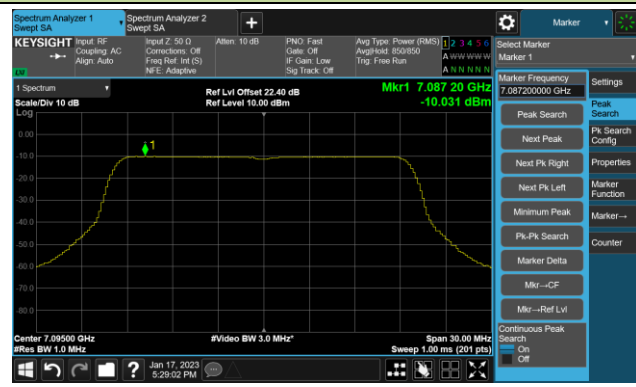 Spectrum Analyzer 1
Swept SA
Spectrum Analyzer 2
Swept SA
+
Marker
KEYSIGHT
Input: RF
Coupling: AC
Align: Auto
Input Z: 50 Ω
Corrections: Off
Freq Ref: Int (S)
NFE: Adaptive
Atten: 10 dB
PNO: Fast
Gate: Off
IF Gain: Low
Sig Track: Off
Avg Type: Power (RMS)
Avg|Hold: 850/850
Trig: Free Run
1 2 3 4 5 6
A W W W W W
A N N N N N
LVI
Select Marker
Marker 1
1 Spectrum
Scale/Div 10 dB
Log
Ref Lvl Offset 22.40 dB
Ref Level 10.00 dBm
Mkr1 7.087 20 GHz
-10.031 dBm
1
0.00
-10.0
-20.0
-30.0
-40.0
-50.0
-60.0
-70.0
-80.0
Center 7.09500 GHz
#Res BW 1.0 MHz
#Video BW 3.0 MHz*
Span 30.00 MHz
Sweep 1.00 ms (201 pts)
Marker Frequency
7.087200000 GHz
Peak Search
Next Peak
Next Pk Right
Next Pk Left
Minimum Peak
Pk-Pk Search
Marker Delta
Mkr→CF
Mkr→Ref Lvl
Continuous Peak
Search
On
Off
Settings
Peak
Search
Pk Search
Config
Properties
Marker
Function
Marker→
Counter
?
Jan 17, 2023
5:29:02 PM